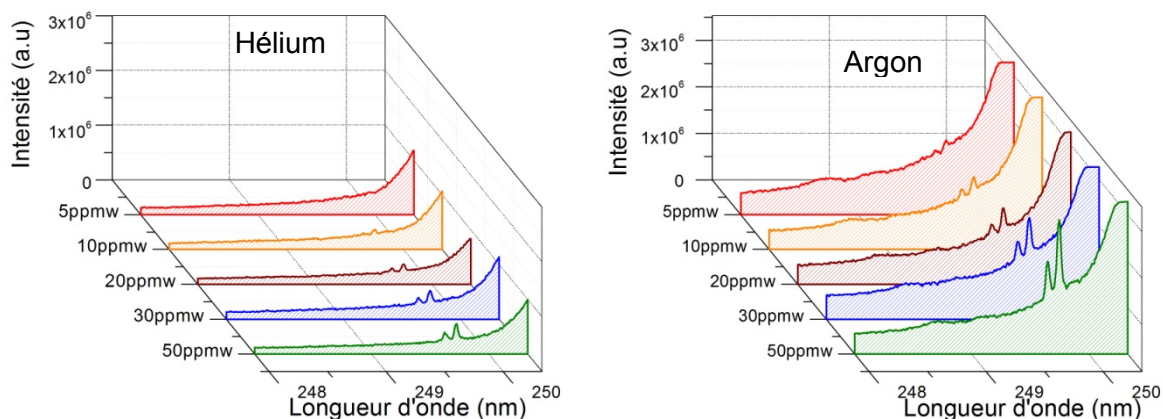 Hélium
Intensité (a.u)
3x10⁶
2x10⁶
1x10⁶
0
5ppmw
10ppmw
20ppmw
30ppmw
50ppmw
248
249
250
Longueur d'onde (nm)
Argon
Intensité (a.u)
3x10⁶
2x10⁶
1x10⁶
0
5ppmw
10ppmw
20ppmw
30ppmw
50ppmw
248
249
250
Longueur d'onde (nm)